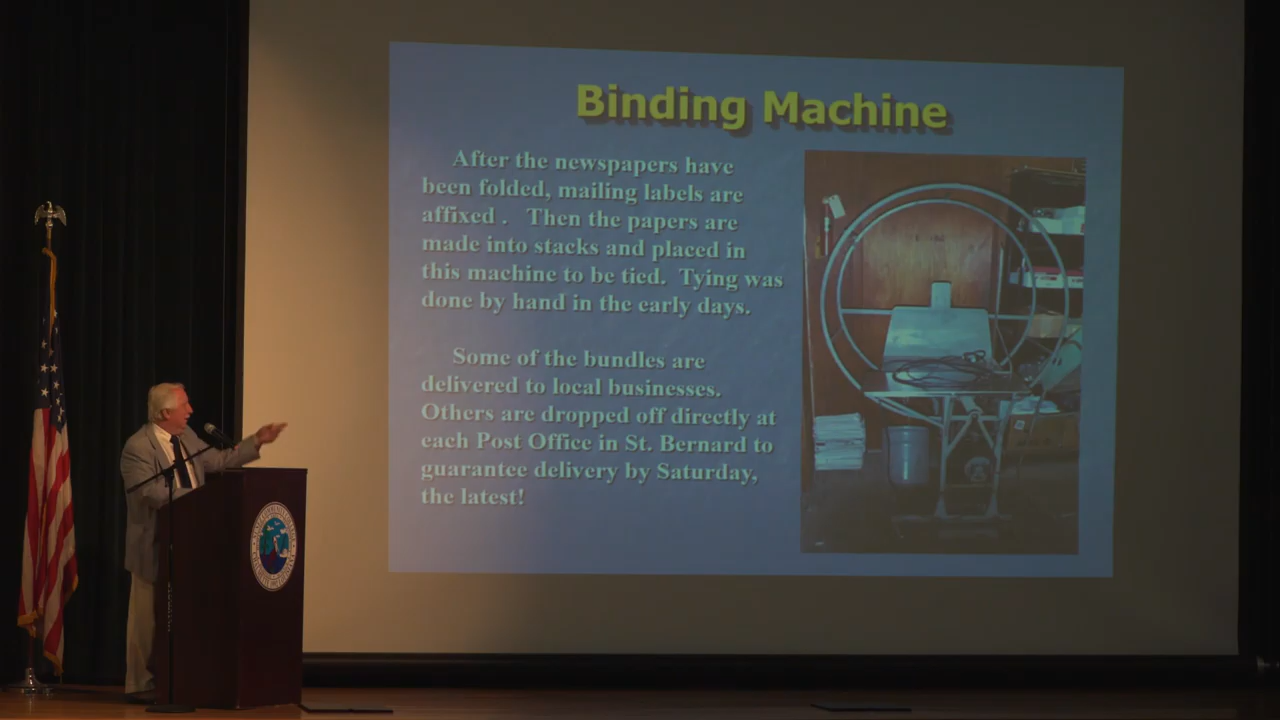 Binding Machine
After the newspapers have
been folded, mailing labels are
affixed . Then the papers are
made into stacks and placed in
this machine to be tied. Tying was
done by hand in the early days.
Some of the bundles are
delivered to local businesses.
Others are dropped off directly at
each Post Office in St. Bernard to
guarantee delivery by Saturday,
the latest!